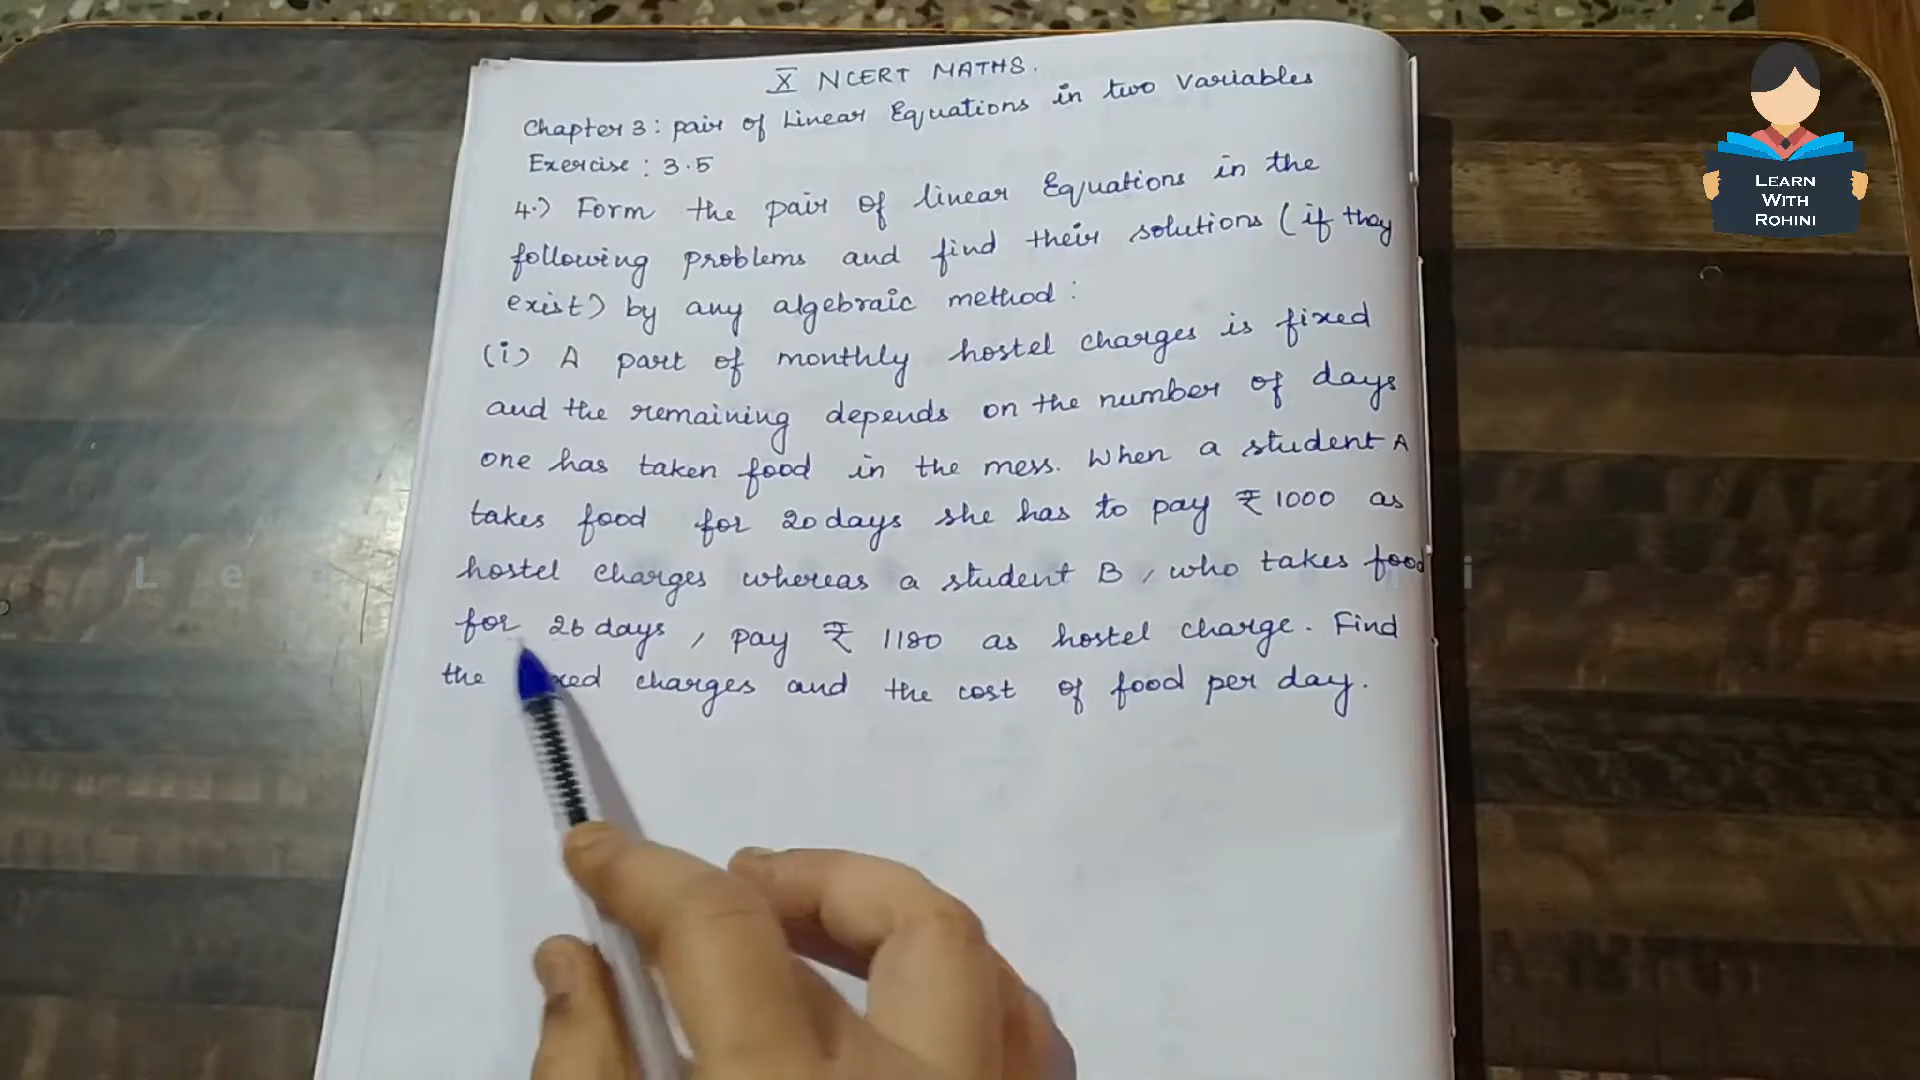 X NCERT MATHS.
Chapter 3: pair of Linear Equations in two Variables
Exercise: 3.5
4.) Form the pair of linear Equations in the
following problems and find their solutions (if they
exist) by any algebraic method:
(i) A part of monthly hostel charges is fixed
and the remaining depends on the number of days
one has taken food in the mess. When a student A
takes food for 20 days she has to pay ₹ 1000 as
hostel charges whereas a student B, who takes food
for 26 days, pay ₹ 1180 as hostel charge. Find
the charges and the cost of food per day.
LEARN
WITH
ROHINI